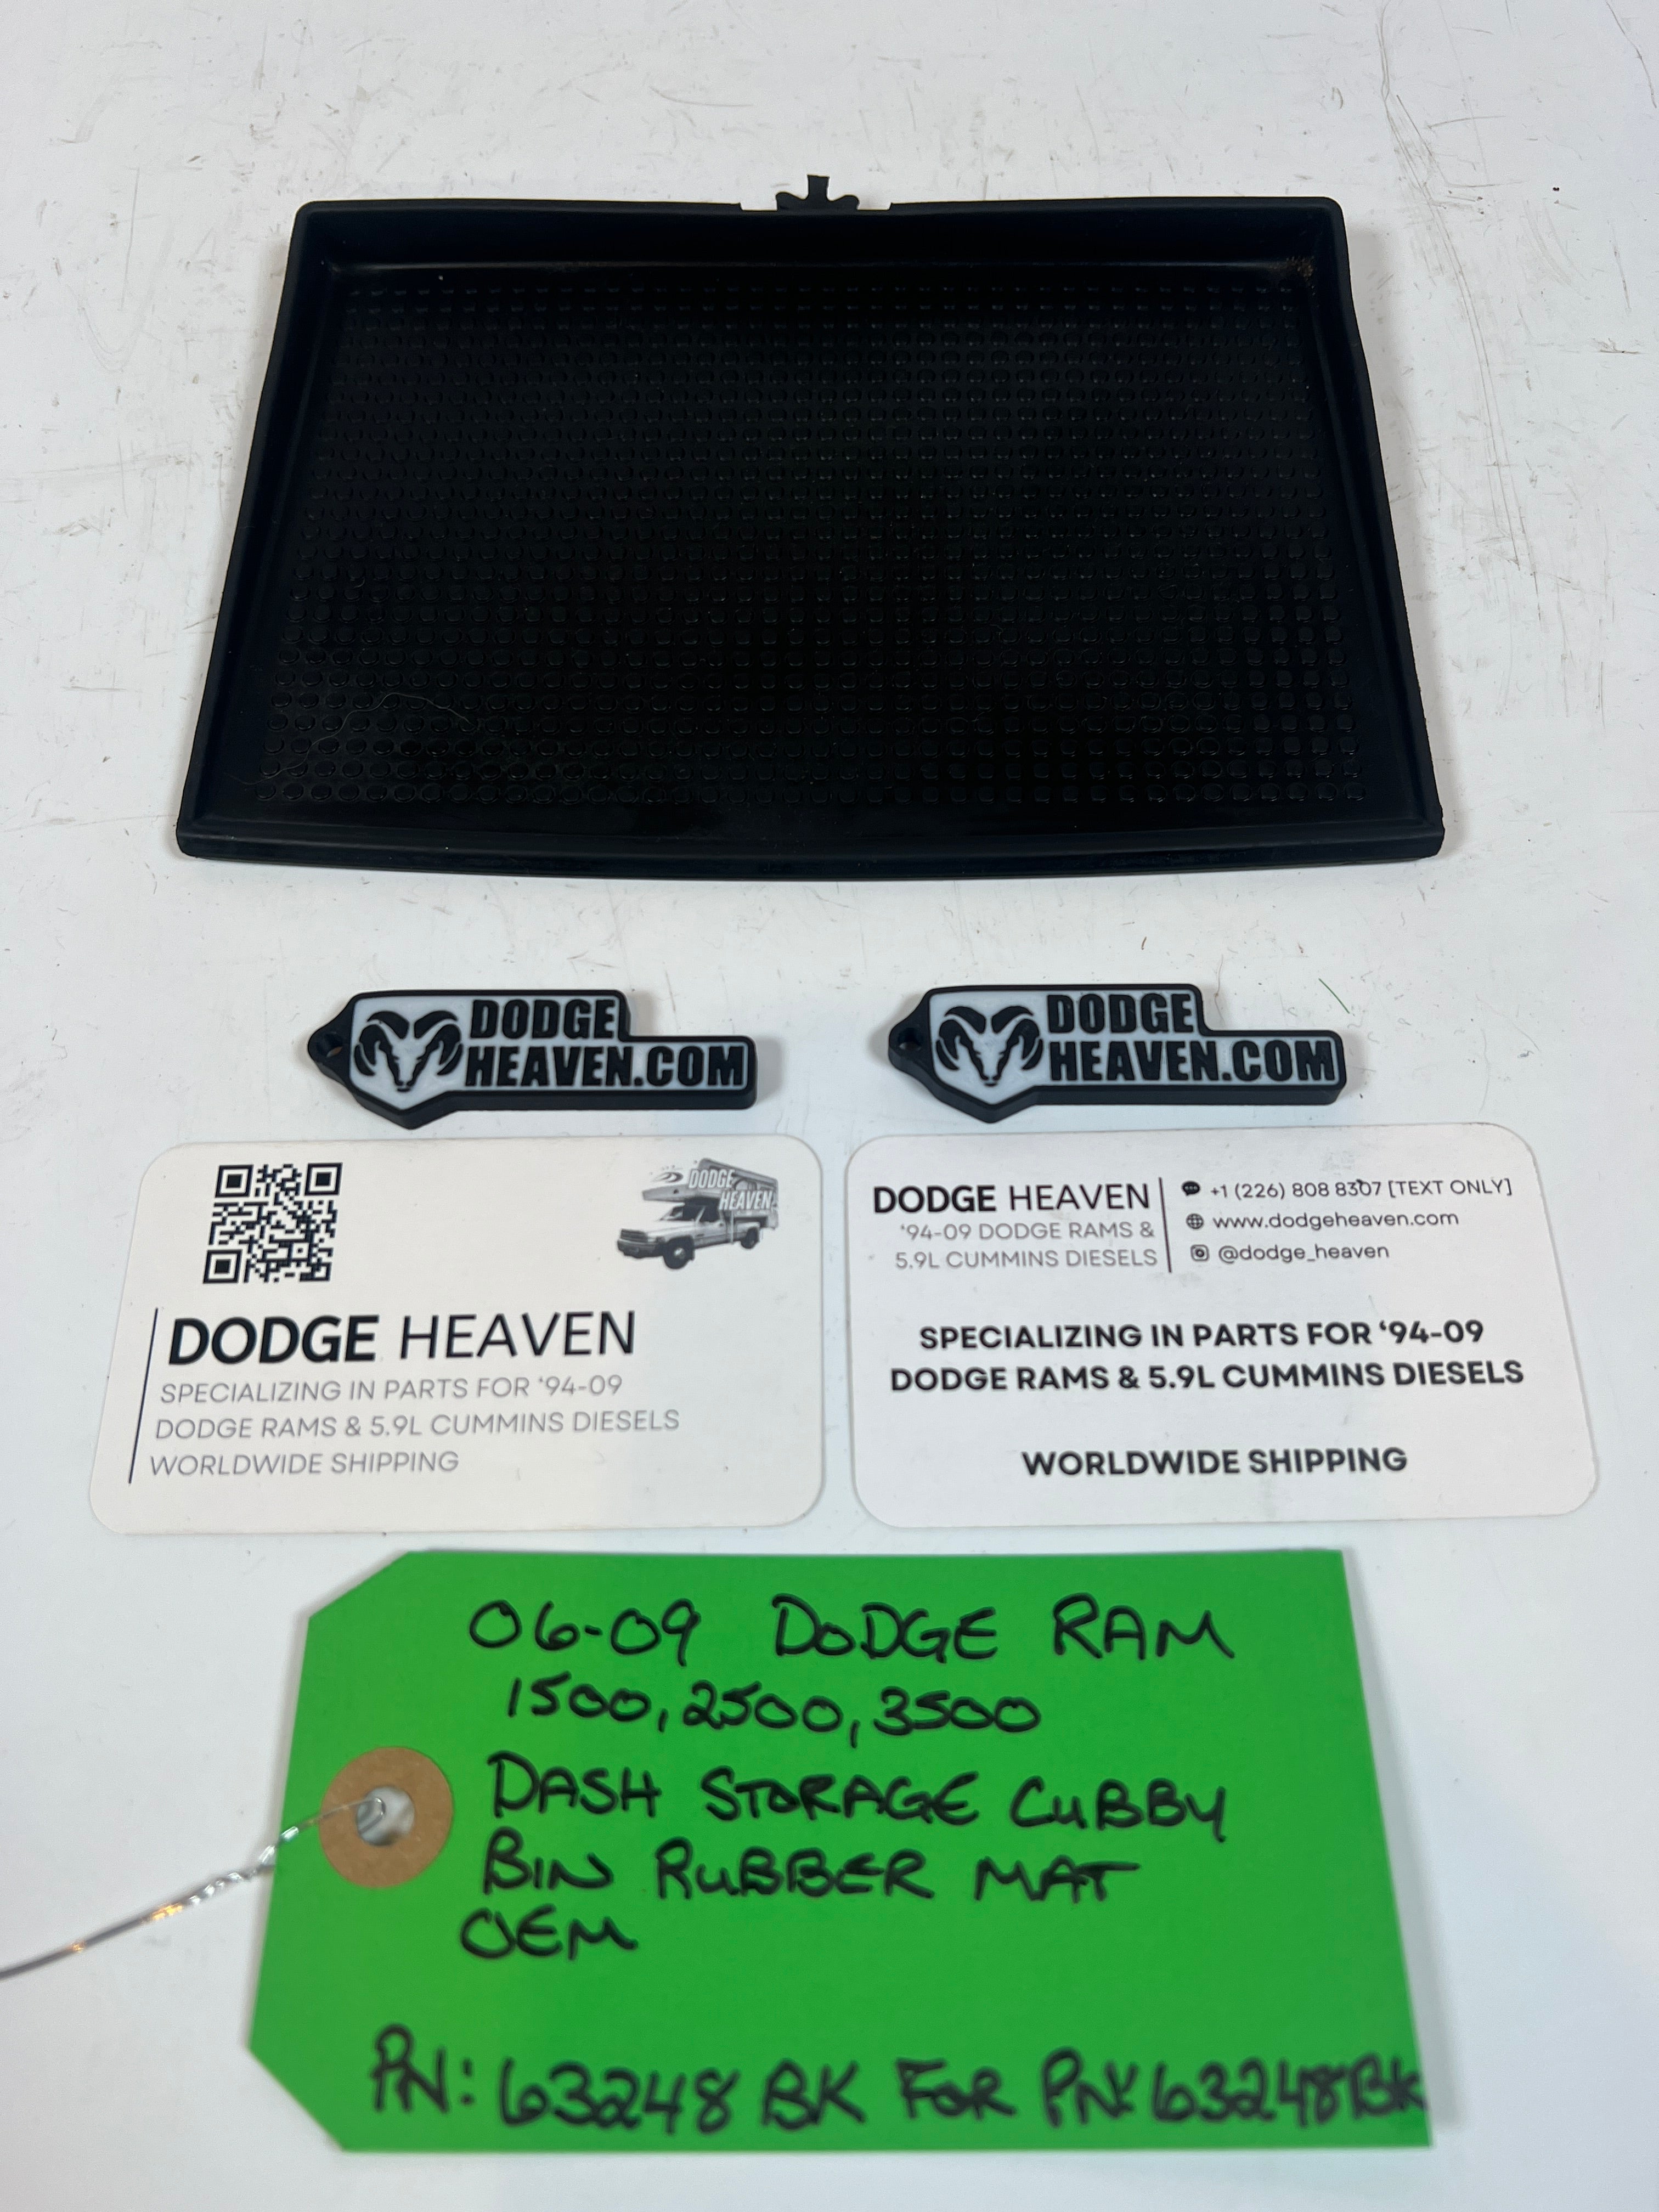 DODGE
HEAVEN.COM
DODGE
HEAVEN.COM
DODGE
HEAVEN
DODGE HEAVEN
SPECIALIZING IN PARTS FOR ‘94-09
DODGE RAMS & 5.9L CUMMINS DIESELS
WORLDWIDE SHIPPING
DODGE HEAVEN
‘94-09 DODGE RAMS &
5.9L CUMMINS DIESELS
+1 (226) 808 8307 [TEXT ONLY]
www.dodgeheaven.com
@dodge_heaven
SPECIALIZING IN PARTS FOR ‘94-09
DODGE RAMS & 5.9L CUMMINS DIESELS
WORLDWIDE SHIPPING
06-09 DODGE RAM
1500, 2500, 3500
DASH STORAGE CUBBY
BIN RUBBER MAT
OEM
PN: 63248 BK FOR PN: 63248BK